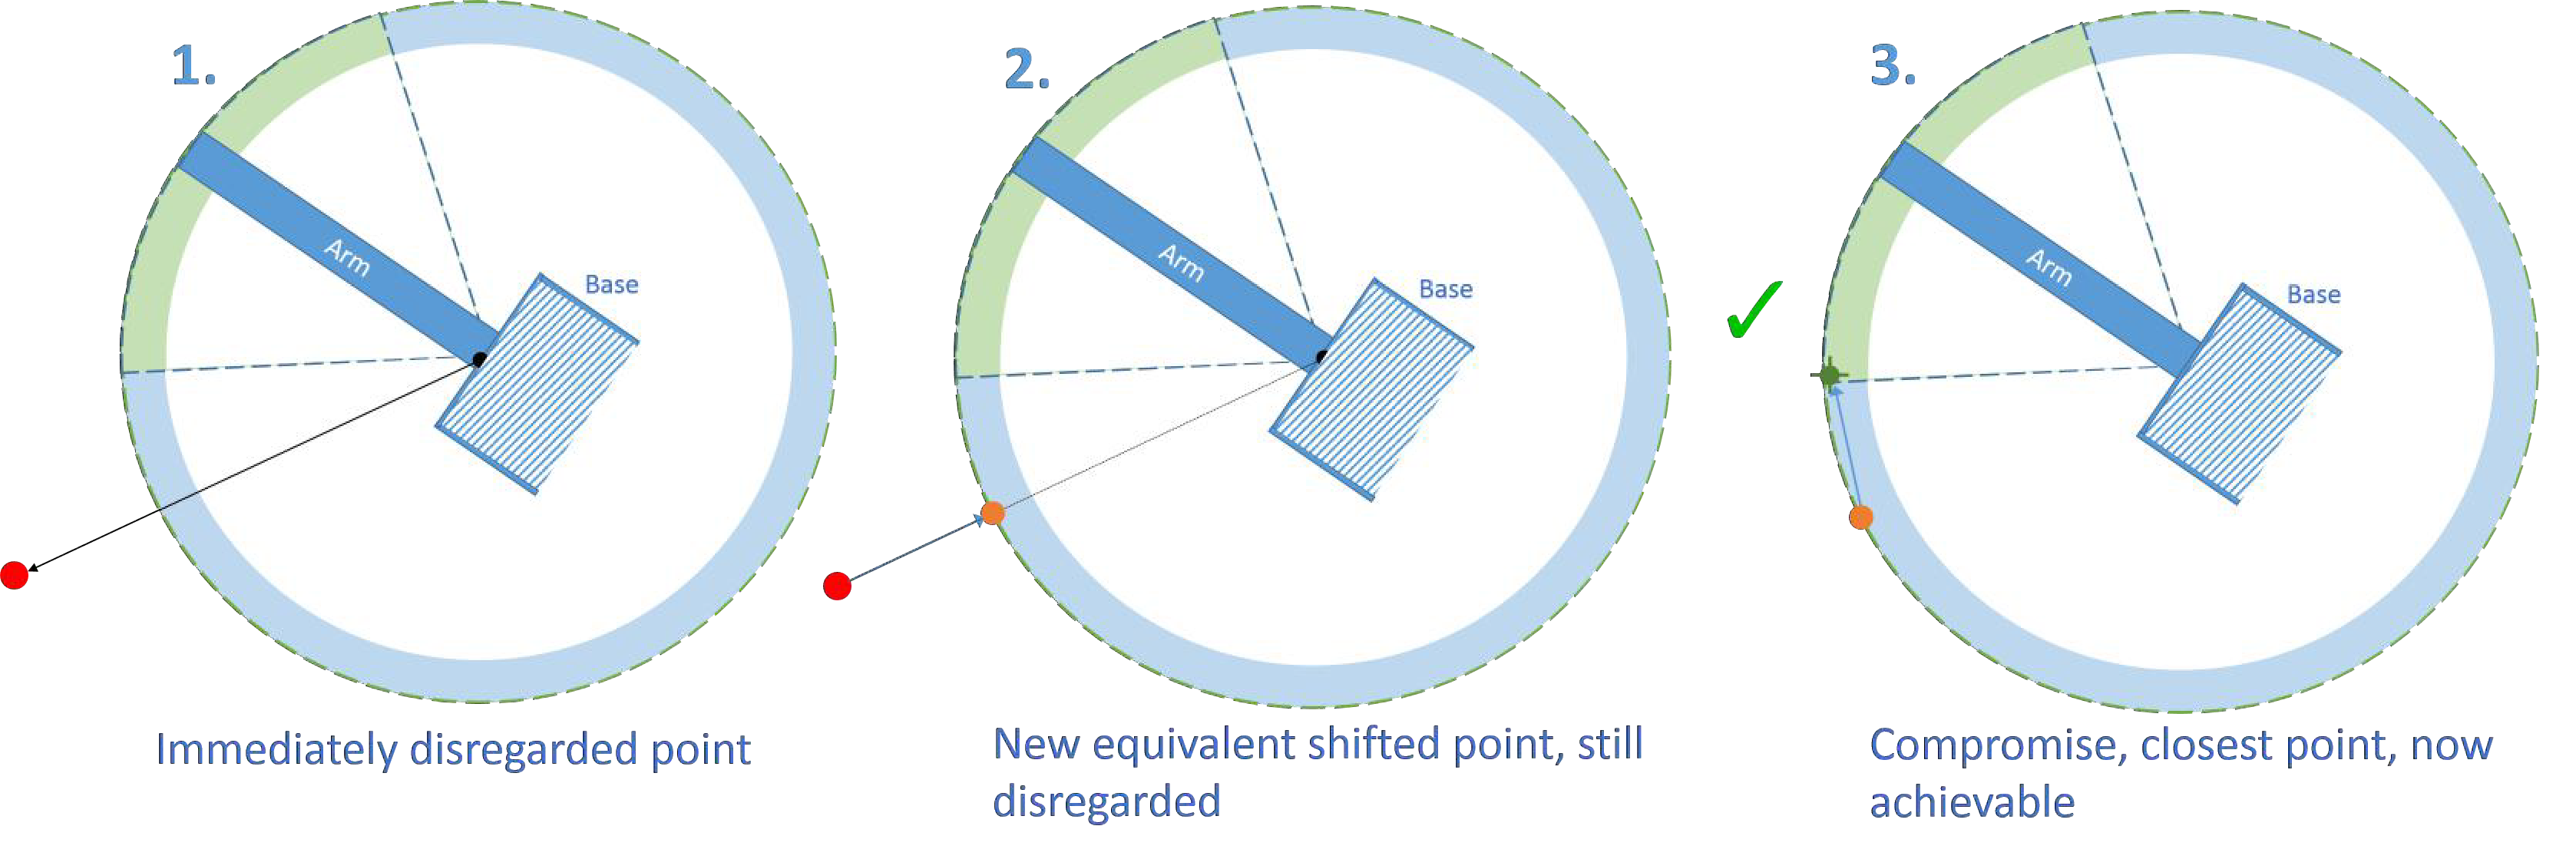 1.
Arm
Base
Immediately disregarded point
2.
Arm
Base
New equivalent shifted point, still
disregarded
3.
Arm
Base
Compromise, closest point, now
achievable